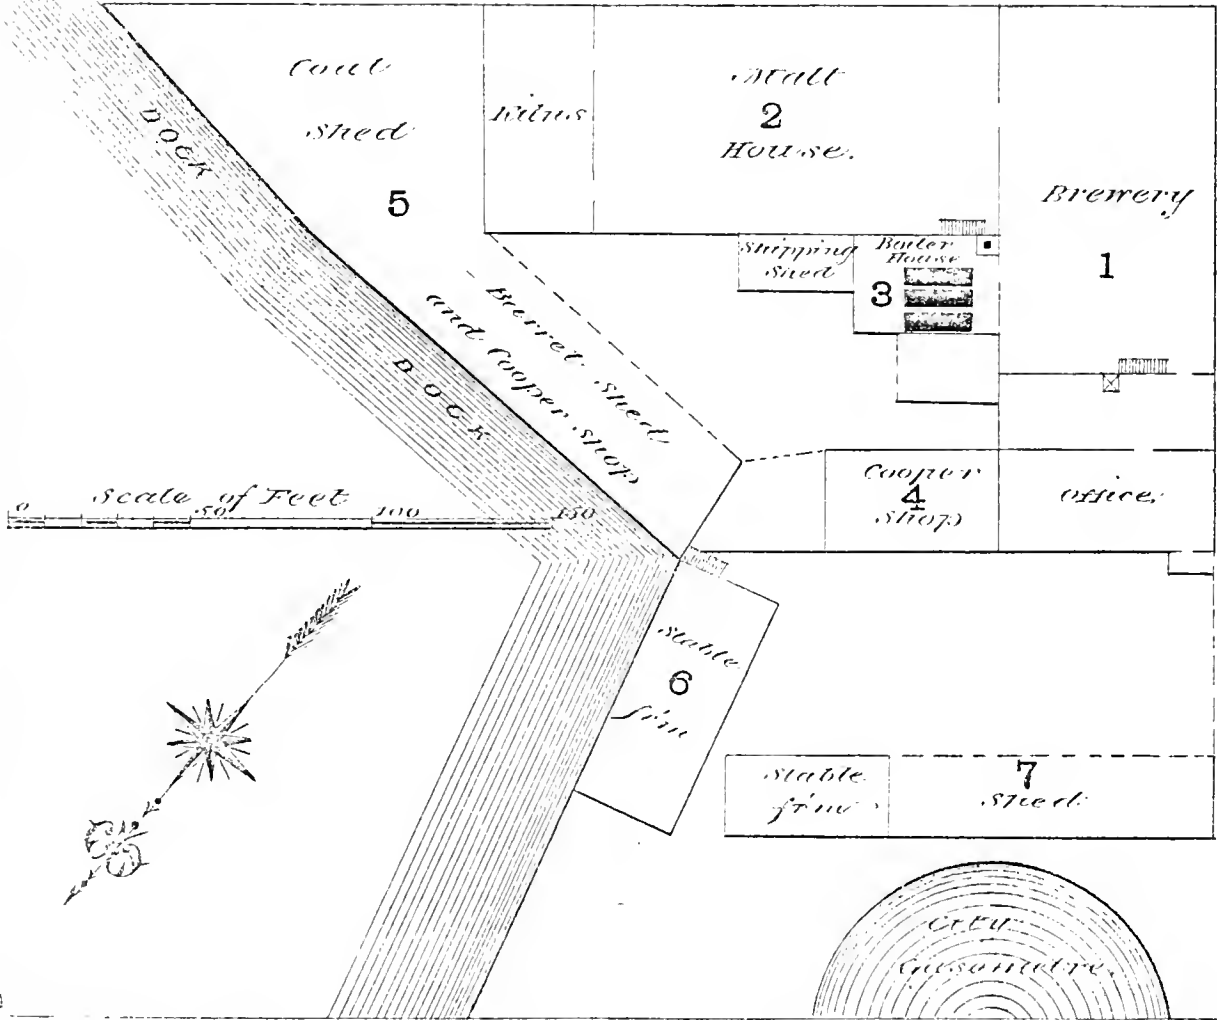 Coal
Shed
5
Kilns
Malt
2
House.
Brewery
1
DOCK
Shipping
Shed
Boiler
House
3
Barrel Shed
and Cooper Shop
DOCK
Cooper
4
Shop
Office,
Scale of Feet
0 50 100 150
Stable
6
frm
Stable
frm
7
Shed
City
Gasometre.